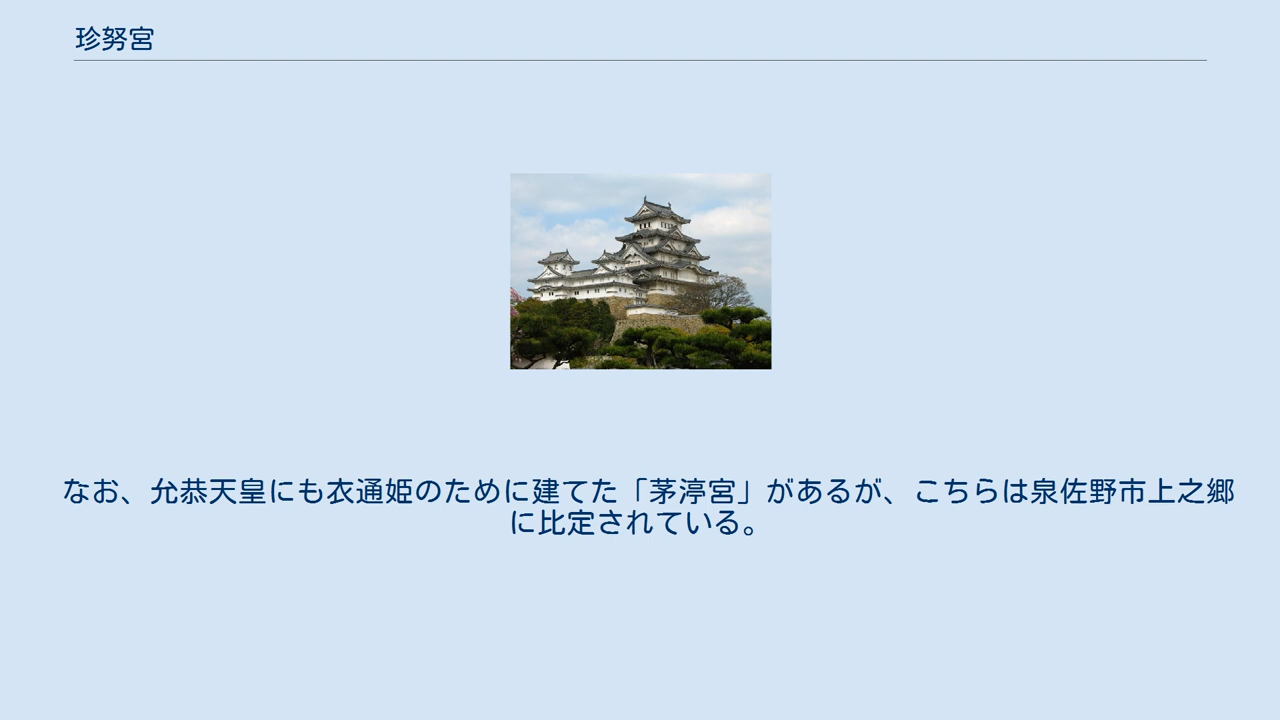 珍努宮
なお、允恭天皇にも衣通姫のために建てた「茅渟宮」があるが、こちらは泉佐野市上之郷
に比定されている。